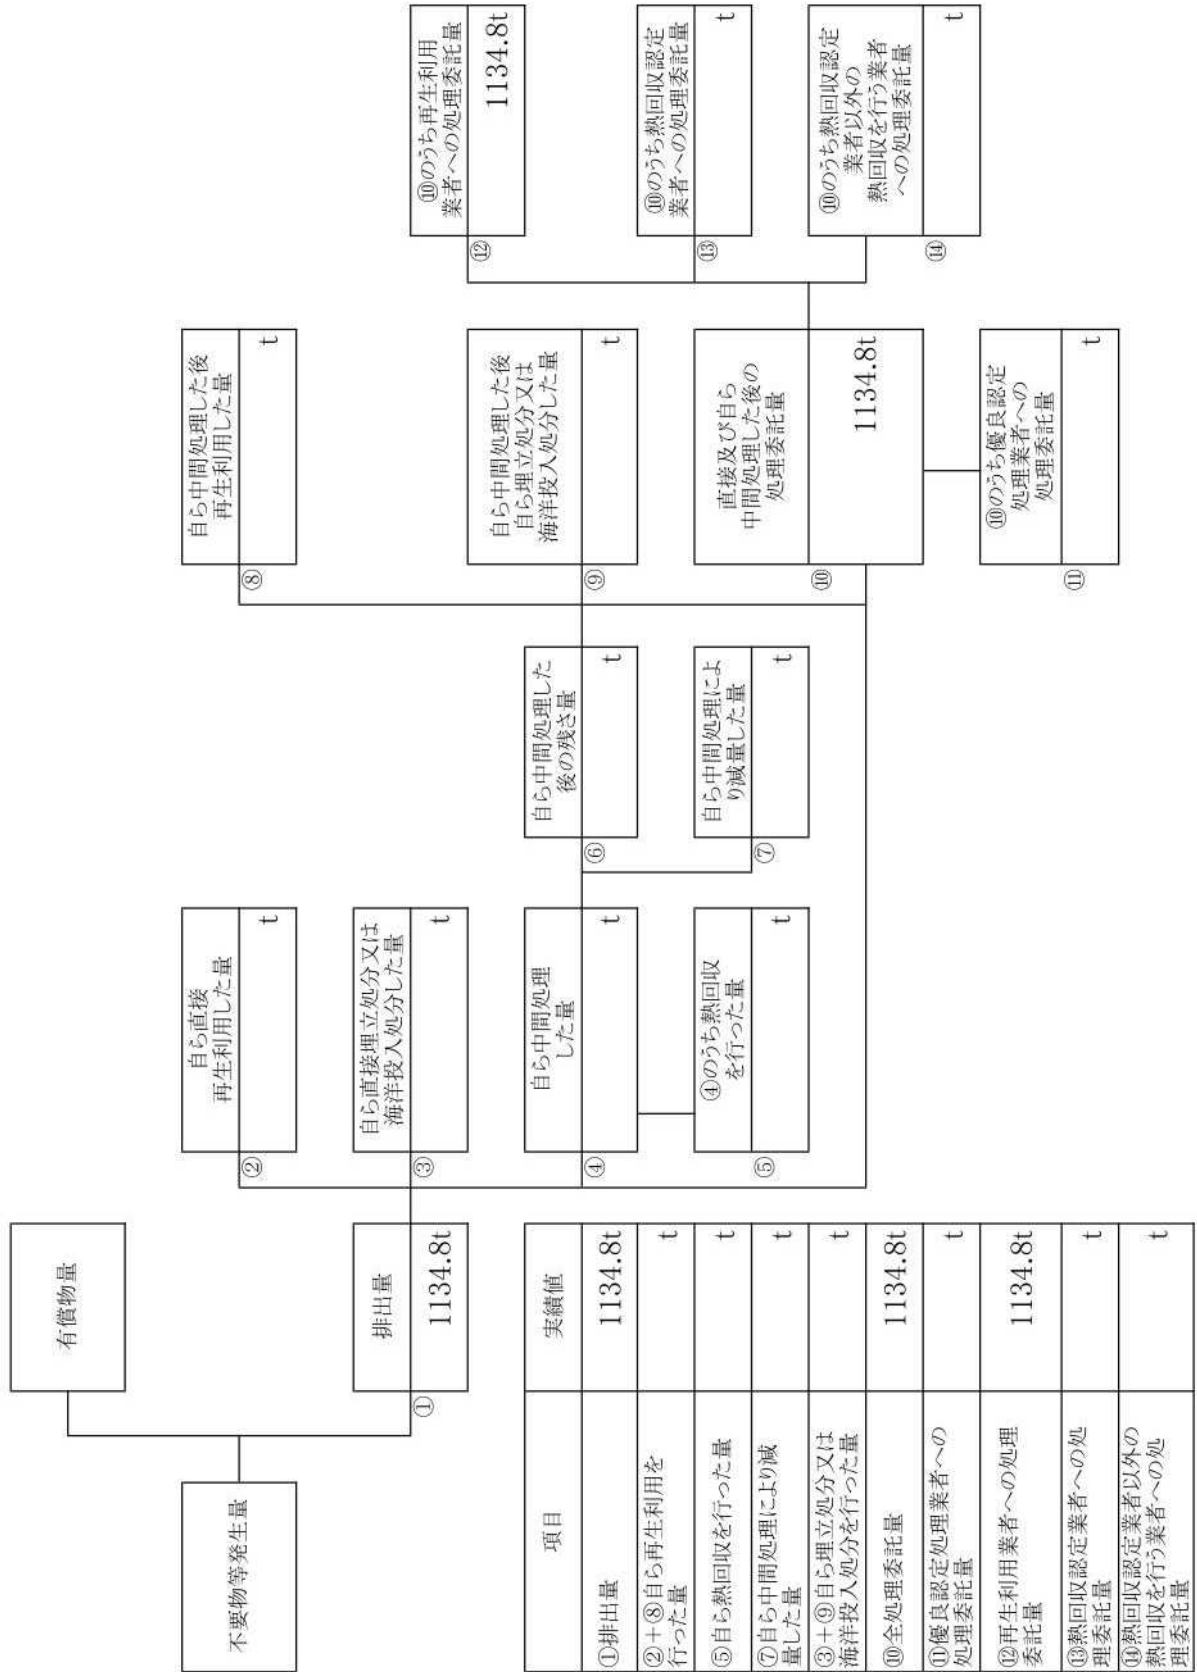 不要物等発生量
有償物量
①
排出量
1134.8t
②
自ら直接
再生利用した量
t
③
自ら直接埋立処分又は
海洋投入処分した量
t
④
自ら中間処理
した量
t
⑤
④のうち熱回収
を行った量
t
⑥
自ら中間処理した
後の残さ量
t
⑦
自ら中間処理によ
り減量した量
t
⑧
自ら中間処理した後
再生利用した量
t
⑨
自ら中間処理した後
自ら埋立処分又は
海洋投入処分した量
t
⑩
直接及び自ら
中間処理した後の
処理委託量
1134.8t
⑪
⑩のうち優良認定
処理業者への
処理委託量
t
⑫
⑩のうち再生利用
業者への処理委託量
1134.8t
⑬
⑩のうち熱回収認定
業者への処理委託量
t
⑭
⑩のうち熱回収認定
業者以外の
熱回収を行う業者
への処理委託量
t
項目
実績値
①排出量
1134.8t
②+⑧自ら再生利用を
行った量
t
⑤自ら熱回収を行った量
t
⑦自ら中間処理により減
量した量
t
③+⑨自ら埋立処分又は
海洋投入処分を行った量
t
⑩全処理委託量
1134.8t
⑪優良認定処理業者への
処理委託量
t
⑫再生利用業者への処理
委託量
1134.8t
⑬熱回収認定業者への処
理委託量
t
⑭熱回収認定業者以外の
熱回収を行う業者への処
理委託量
t